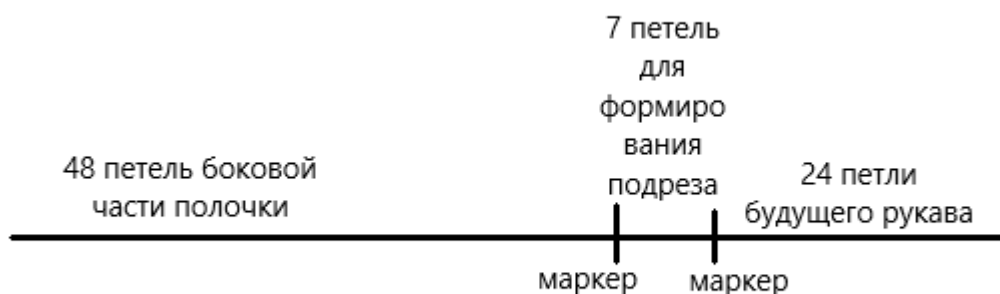 48 петель боковой
части полочки
7 петель
для
формиро
вания
подреза
24 петли
будущего рукава
маркер
маркер